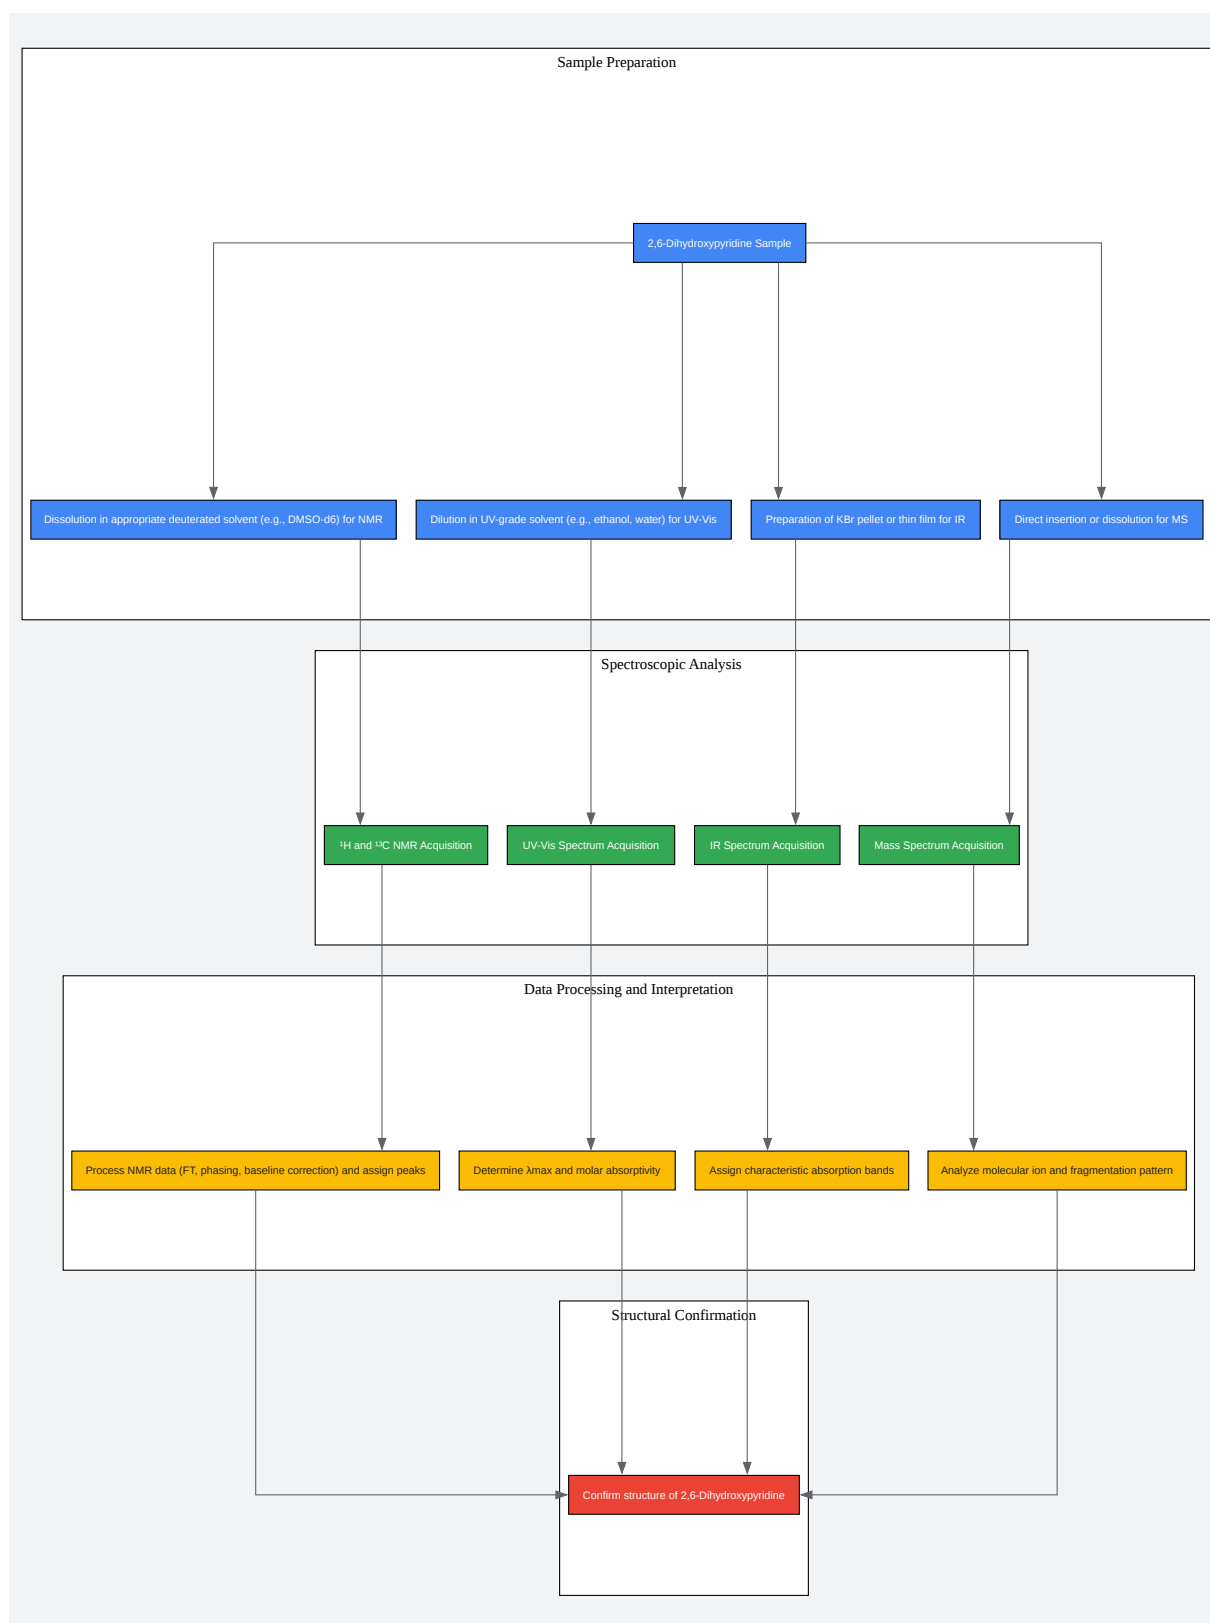 Sample Preparation
2,6-Dihydroxypyridine Sample
Dissolution in appropriate deuterated solvent (e.g., DMSO-d6) for NMR
Dilution in UV-grade solvent (e.g., ethanol, water) for UV-Vis
Preparation of KBr pellet or thin film for IR
Direct insertion or dissolution for MS
Spectroscopic Analysis
¹H and ¹³C NMR Acquisition
UV-Vis Spectrum Acquisition
IR Spectrum Acquisition
Mass Spectrum Acquisition
Data Processing and Interpretation
Process NMR data (FT, phasing, baseline correction) and assign peaks
Determine λmax and molar absorptivity
Assign characteristic absorption bands
Analyze molecular ion and fragmentation pattern
Structural Confirmation
Confirm structure of 2,6-Dihydroxypyridine